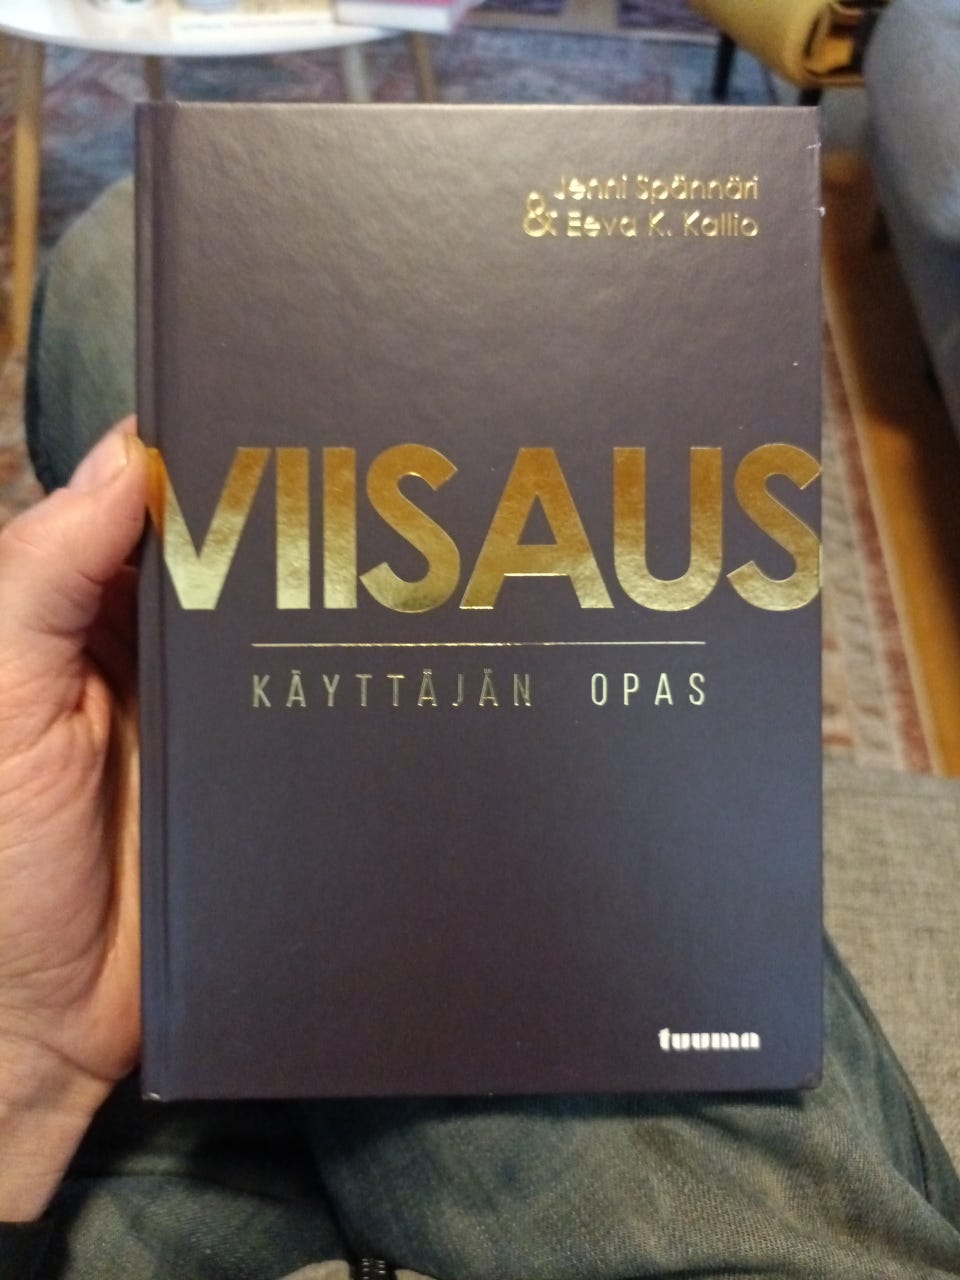 Jenni Spännäri
& Eeva K. Kallio
VIISAUS
KÄYTTÄJÄN OPAS
tuuma